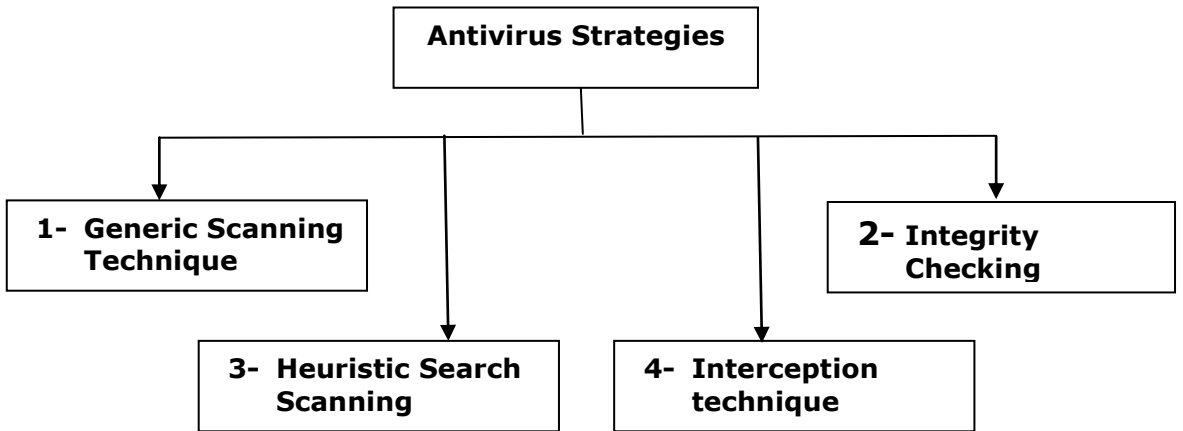 Antivirus Strategies
1- Generic Scanning
Technique
2- Integrity
Checking
3- Heuristic Search
Scanning
4- Interception
technique